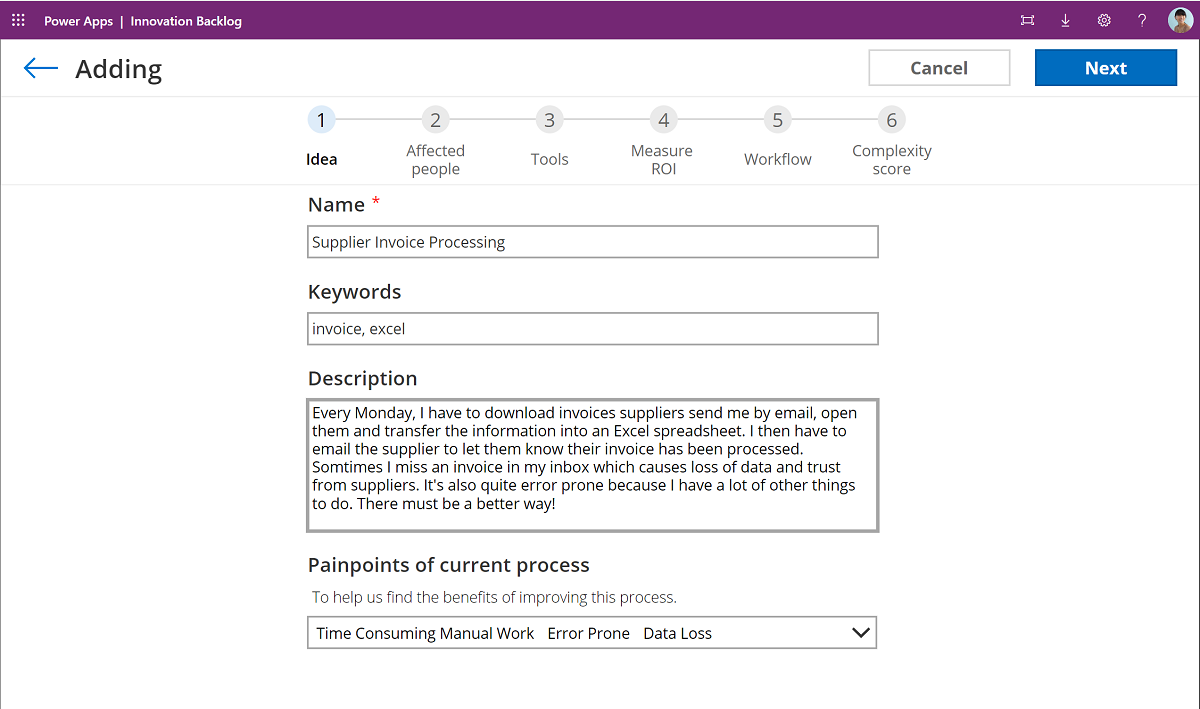 Power Apps | Innovation Backlog
?
Adding
Cancel
Next
1
2
3
4
5
6
Idea
Affected
people
Tools
Measure
ROI
Workflow
Complexity
score
Name *
Supplier Invoice Processing
Keywords
invoice, excel
Description
Every Monday, I have to download invoices suppliers send me by email, open
them and transfer the information into an Excel spreadsheet. I then have to
email the supplier to let them know their invoice has been processed.
Somtimes I miss an invoice in my inbox which causes loss of data and trust
from suppliers. It's also quite error prone because I have a lot of other things
to do. There must be a better way!
Painpoints of current process
To help us find the benefits of improving this process.
Time Consuming Manual Work Error Prone Data Loss